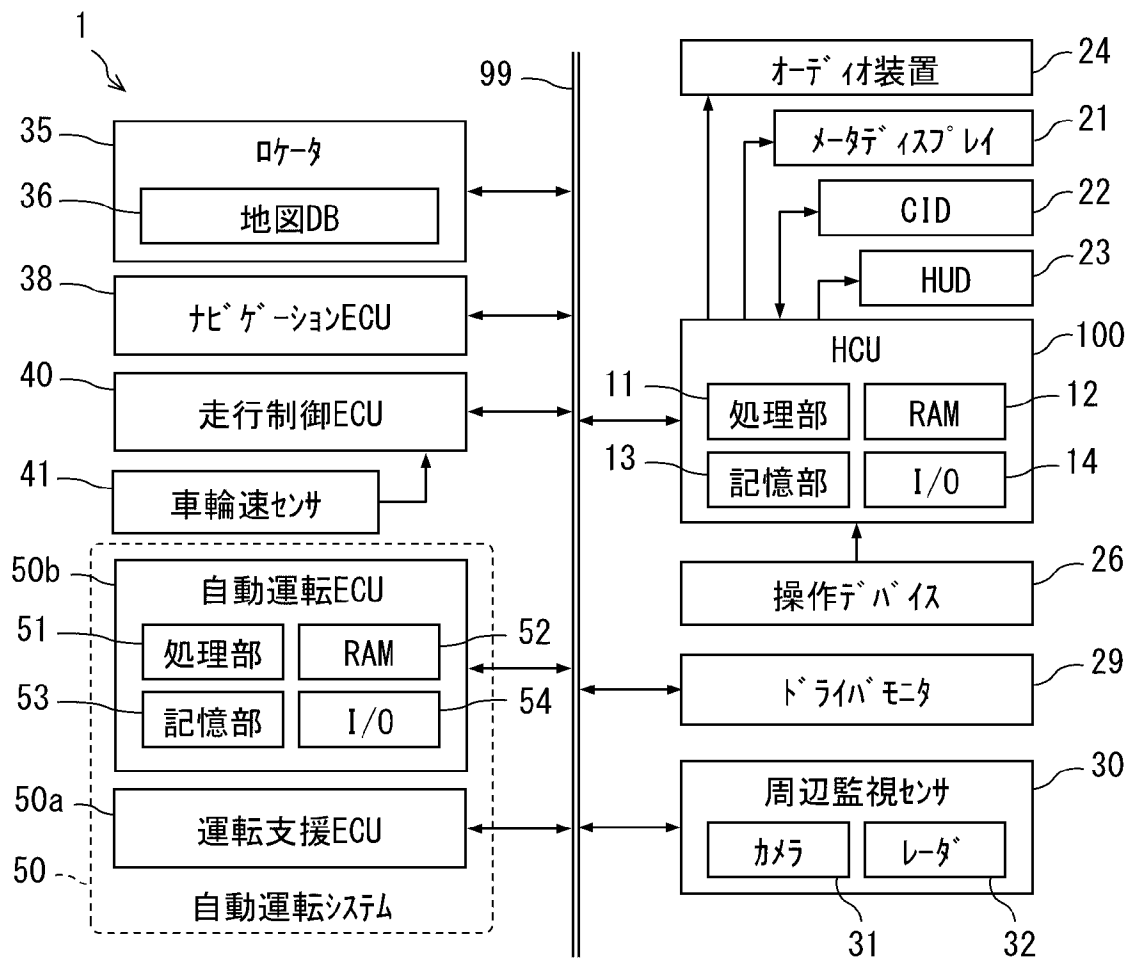 1
99
35
ロケータ
36
地図DB
38
ナビゲーションECU
40
走行制御ECU
41
車輪速センサ
50b
自動運転ECU
51
処理部
RAM
52
53
記憶部
I/O
54
50a
運転支援ECU
50
自動運転システム
オーディオ装置
24
メータディスプレイ
21
CID
22
HUD
23
HCU
100
11
処理部
RAM
12
13
記憶部
I/O
14
操作デバイス
26
ドライバモニタ
29
周辺監視センサ
30
カメラ
レーダ
31
32